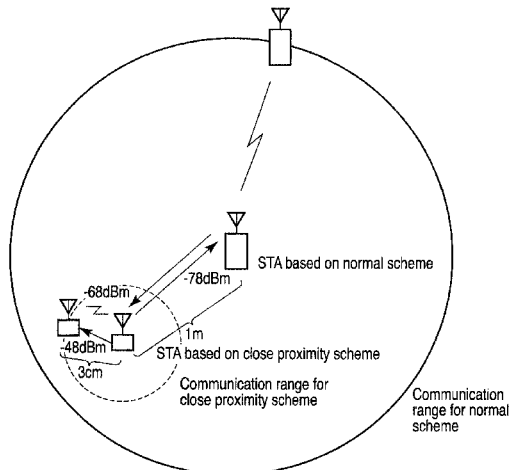 -78dBm
STA based on normal scheme
-68dBm
1m
STA based on close proximity scheme
-48dBm
3cm
Communication range for
close proximity scheme
Communication
range for normal
scheme